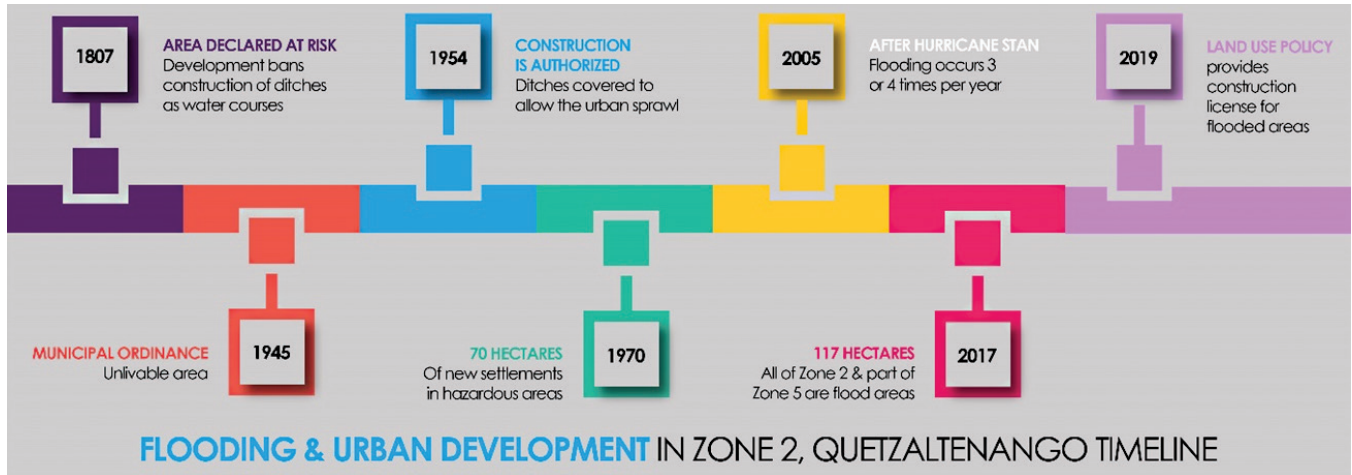 1807
AREA DECLARED AT RISK
Development bans
construction of ditches
as water courses
1954
CONSTRUCTION
IS AUTHORIZED
Ditches covered to
allow the urban sprawl
2005
AFTER HURRICANE STAN
Flooding occurs 3
or 4 times per year
2019
LAND USE POLICY
provides
construction
license for
flooded areas
MUNICIPAL ORDINANCE
Unlivable area
1945
70 HECTARES
Of new settlements
in hazardous areas
1970
117 HECTARES
All of Zone 2 & part of
Zone 5 are flood areas
2017
FLOODING & URBAN DEVELOPMENT IN ZONE 2, QUETZALTENANGO TIMELINE